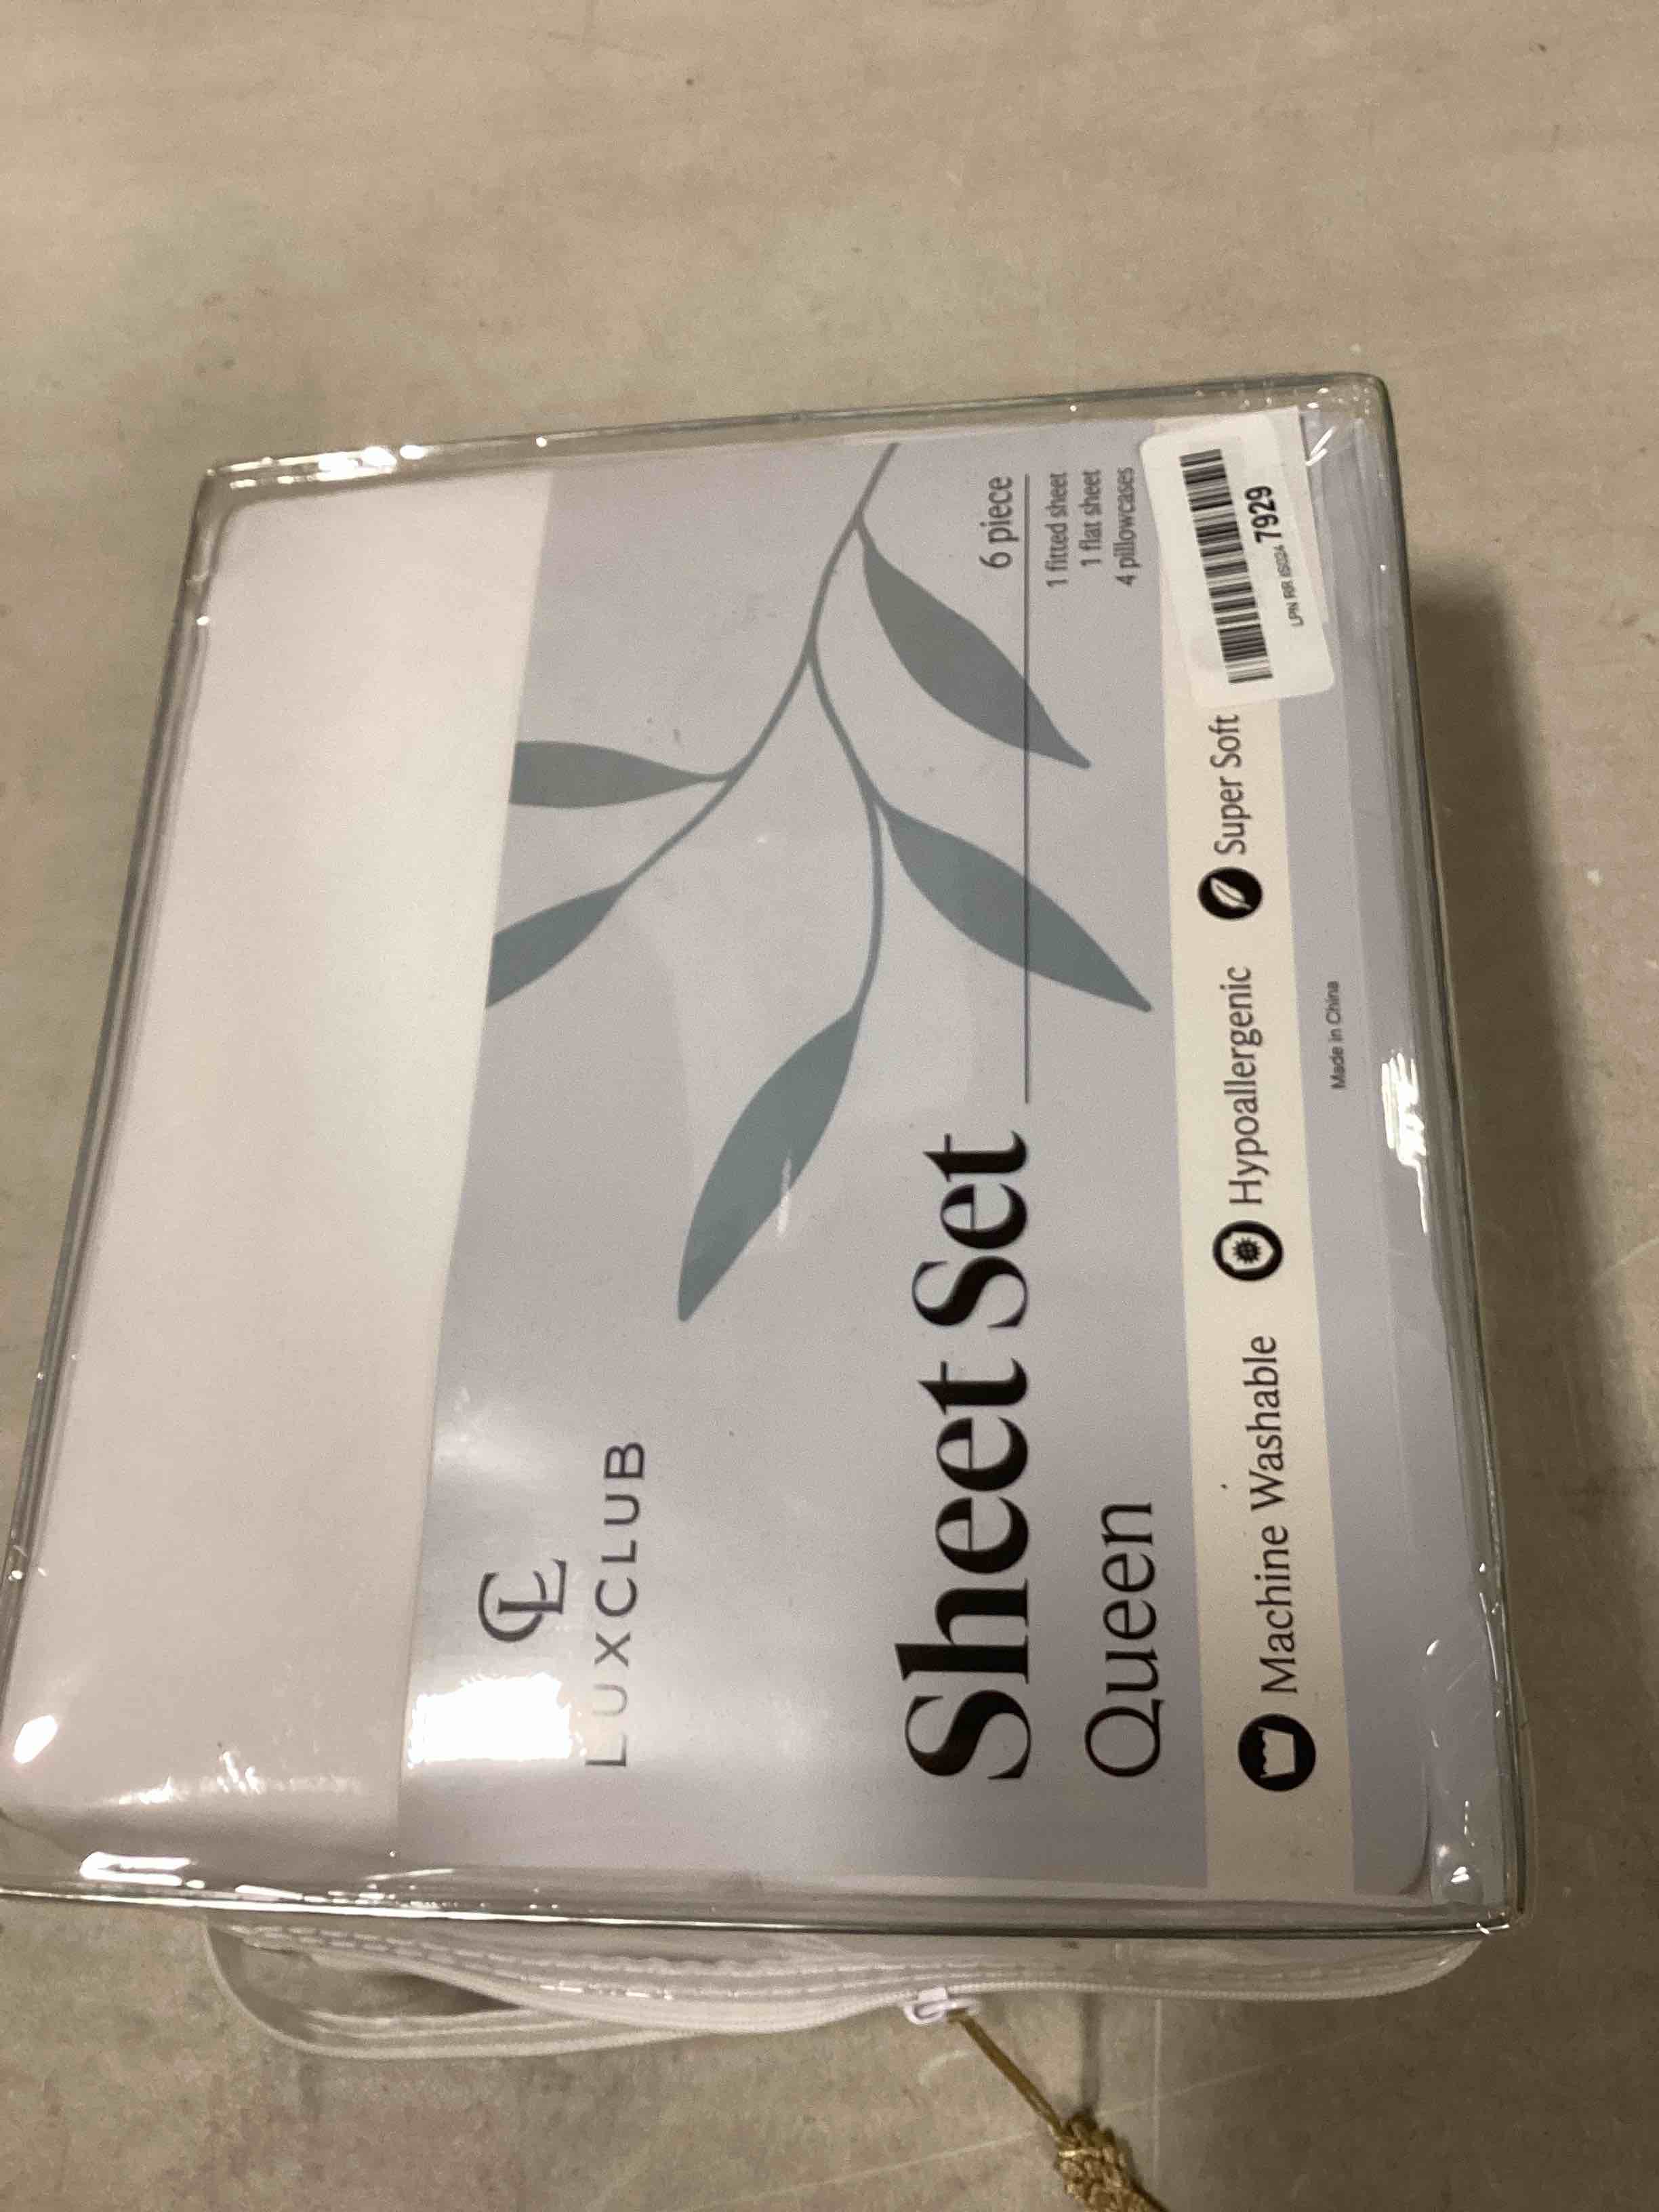 CL
LUXCLUB
6 piece
1 fitted sheet
1 flat sheet
4 pillowcases
Sheet Set
Queen
Machine Washable
Hypoallergenic
Super Soft
7929
Made in China